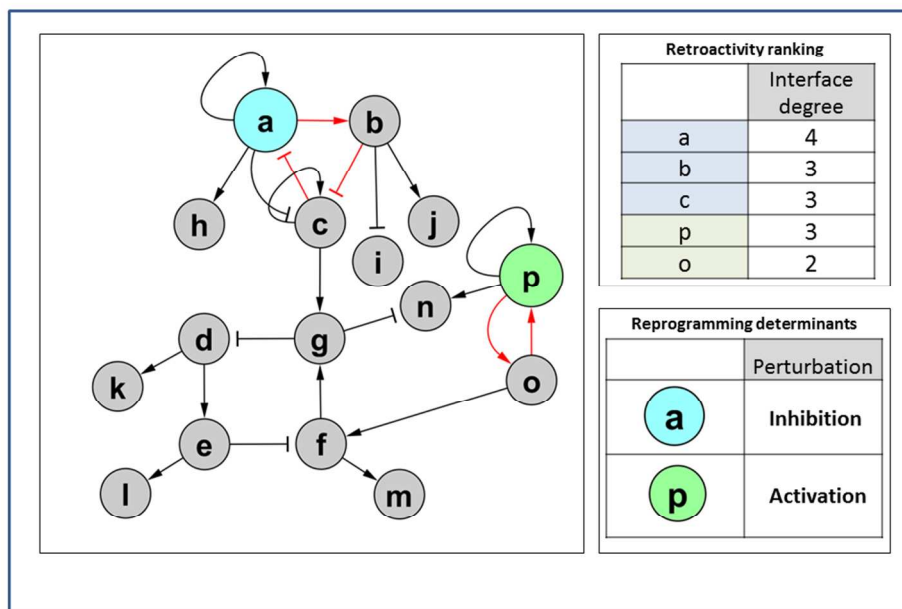 a
b
h
c
j
i
p
n
d
g
o
k
e
f
l
m
Retroactivity ranking
Interface
degree
a 4
b 3
c 3
p 3
o 2
Reprogramming determinants
Perturbation
a Inhibition
p Activation